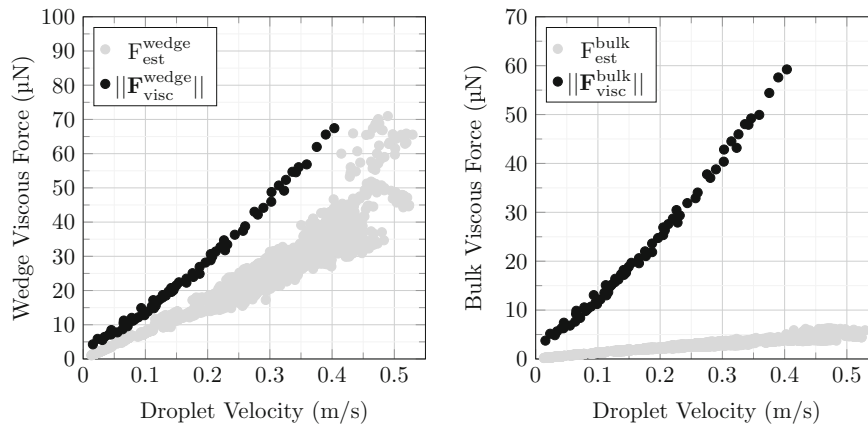 100
90
80
70
60
50
40
30
20
10
0
Wedge Viscous Force (µN)
F_est^wedge
||F_visc^wedge||
0 0.1 0.2 0.3 0.4 0.5
Droplet Velocity (m/s)
70
60
50
40
30
20
10
0
Bulk Viscous Force (µN)
F_est^bulk
||F_visc^bulk||
0 0.1 0.2 0.3 0.4 0.5
Droplet Velocity (m/s)